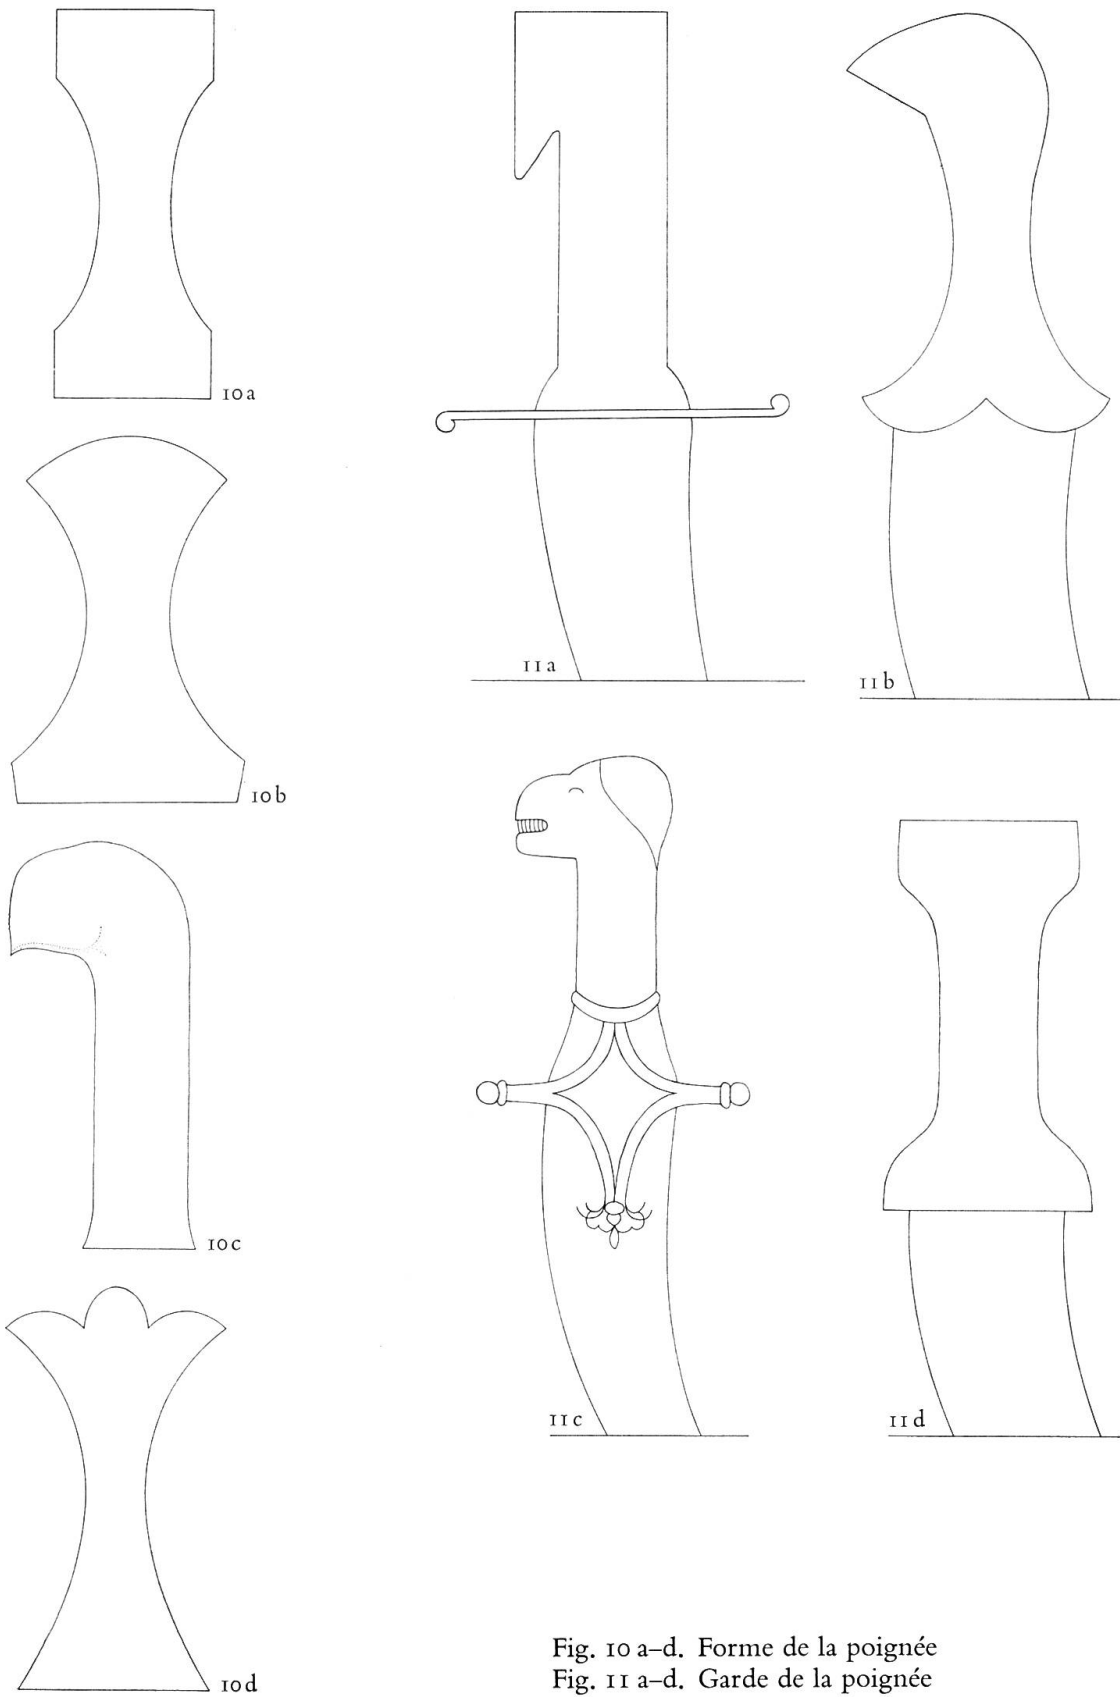 10a
10b
11a
11b
10c
11c
11d
10d
Fig. 10 a–d. Forme de la poignée
Fig. 11 a–d. Garde de la poignée